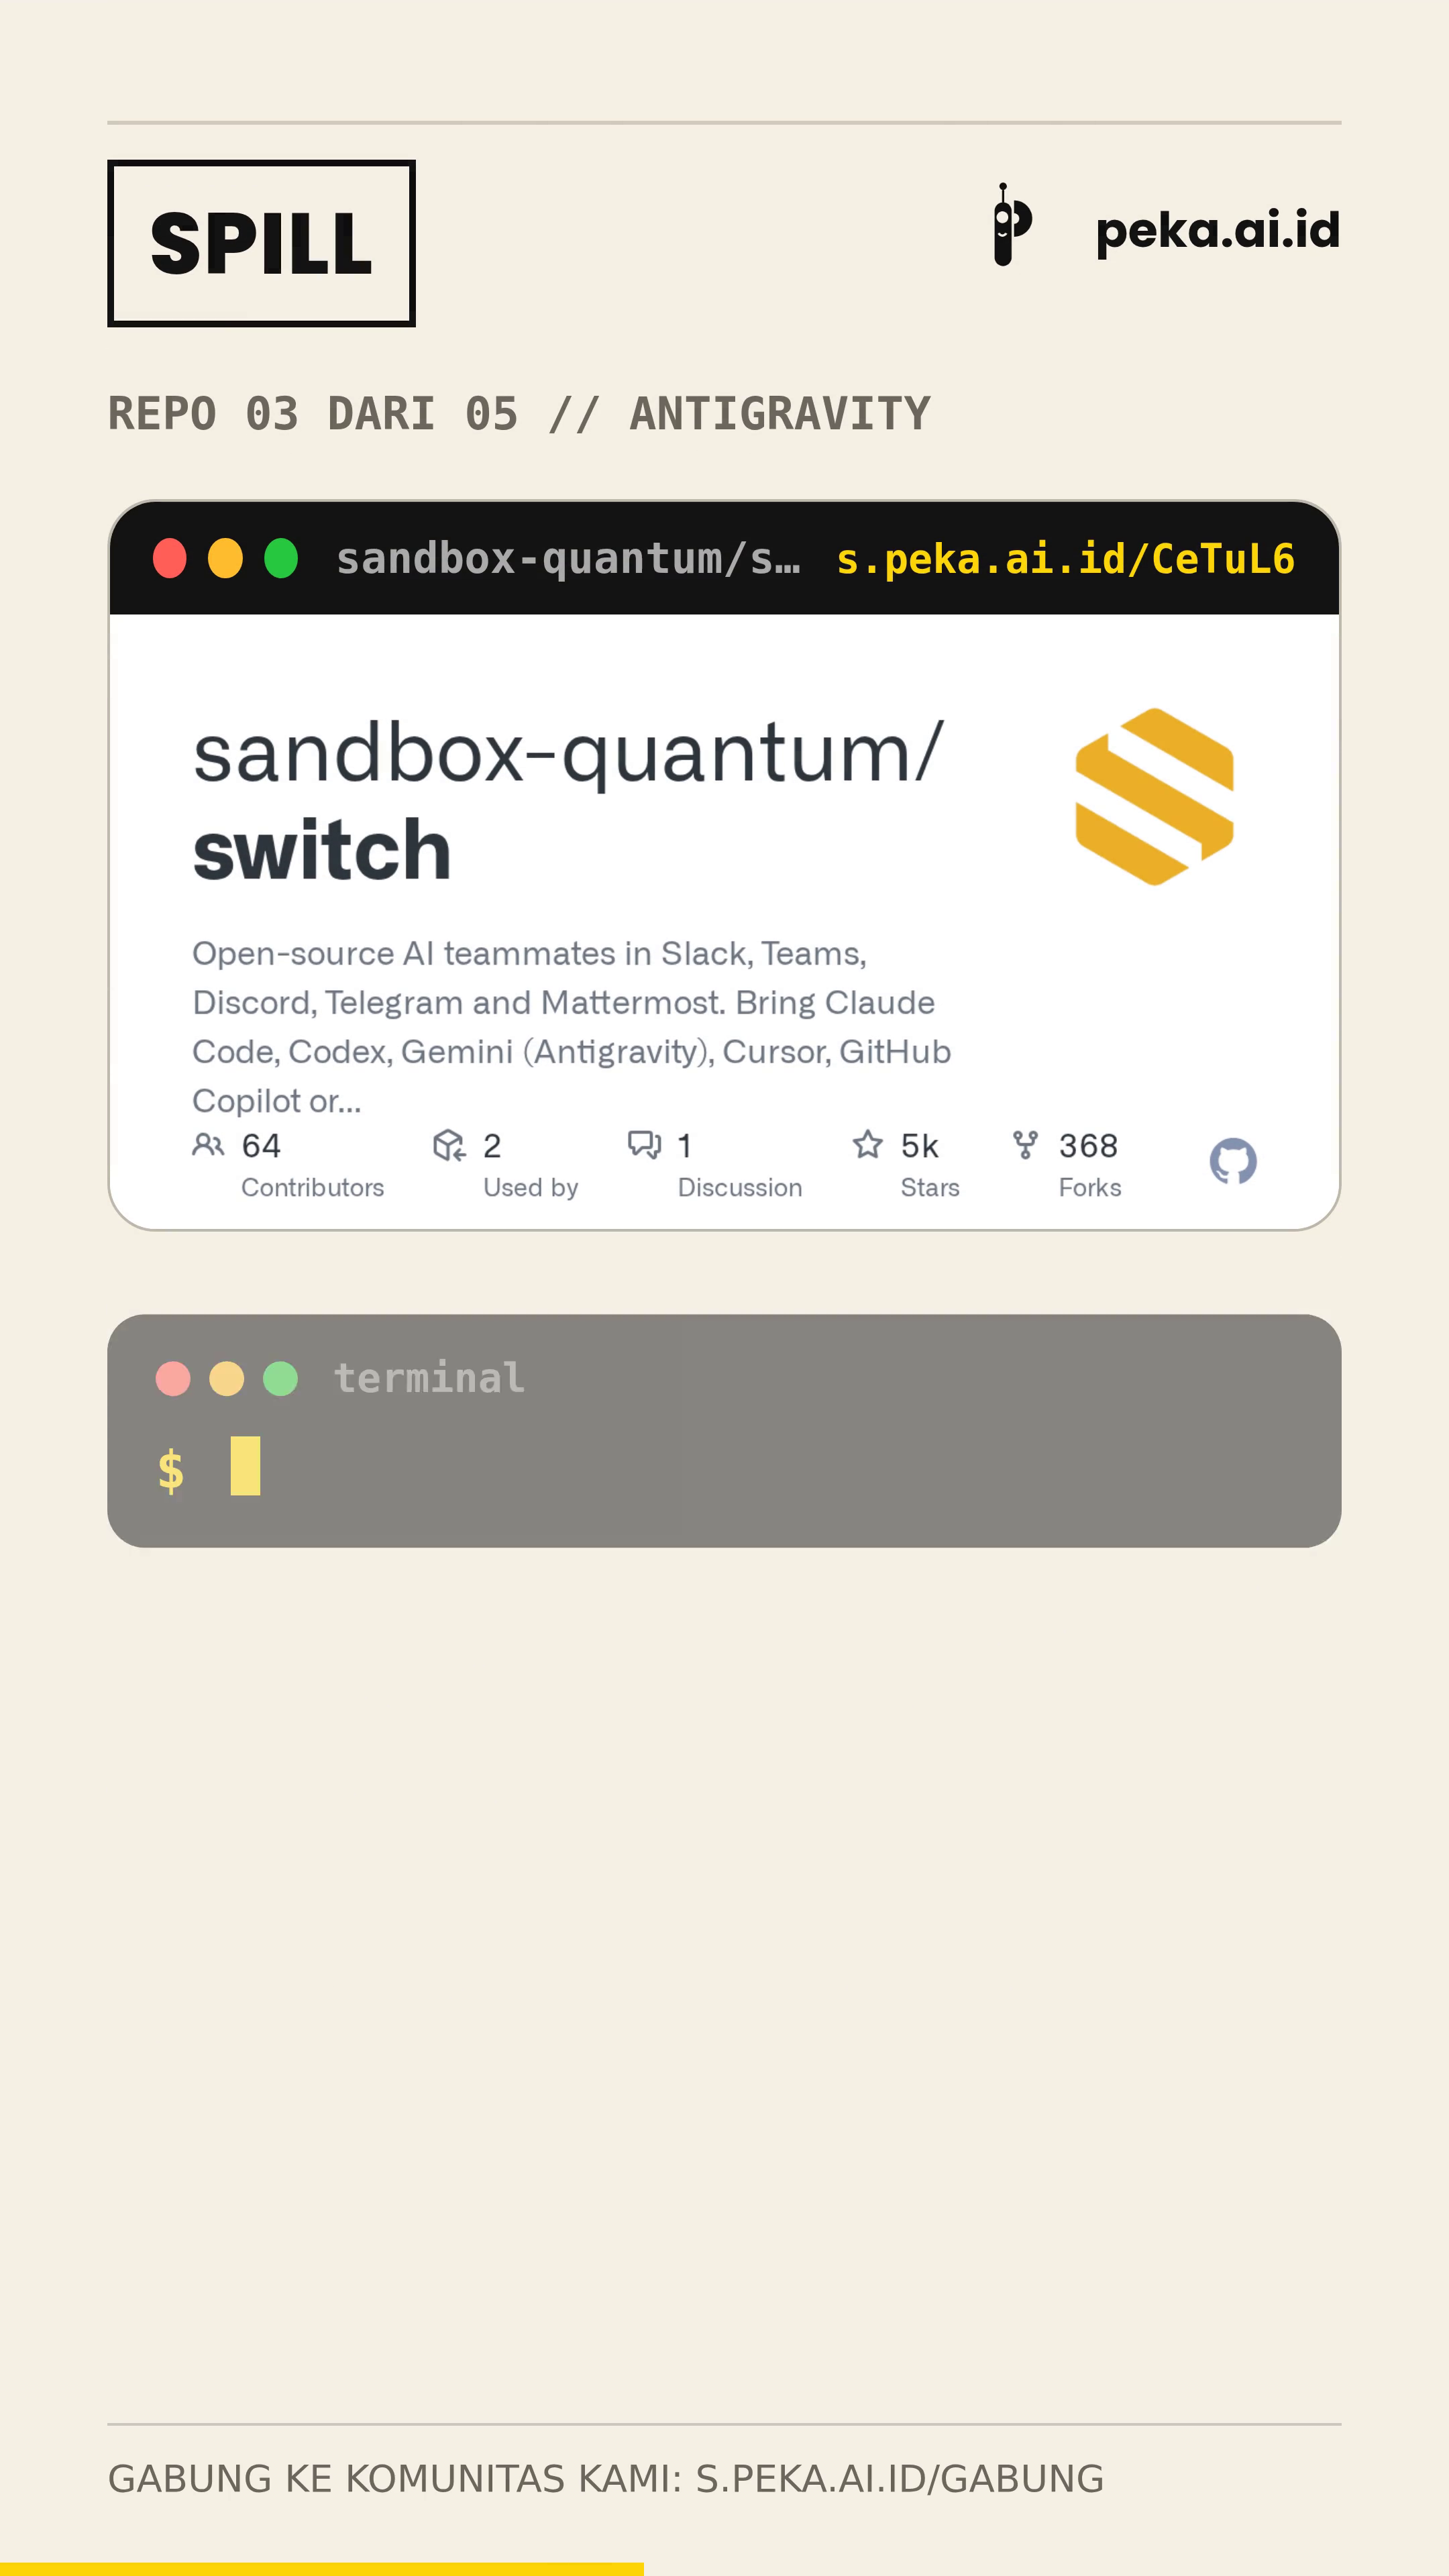 SPILL
peka.ai.id
REPO 03 DARI 05 // ANTIGRAVITY
sandbox-quantum/s… s.peka.ai.id/CeTuL6
sandbox-quantum/
switch
Open-source AI teammates in Slack, Teams,
Discord, Telegram and Mattermost. Bring Claude
Code, Codex, Gemini (Antigravity), Cursor, GitHub
Copilot or...
64 2 1 5k 368
Contributors Used by Discussion Stars Forks
terminal
$
GABUNG KE KOMUNITAS KAMI: S.PEKA.AI.ID/GABUNG